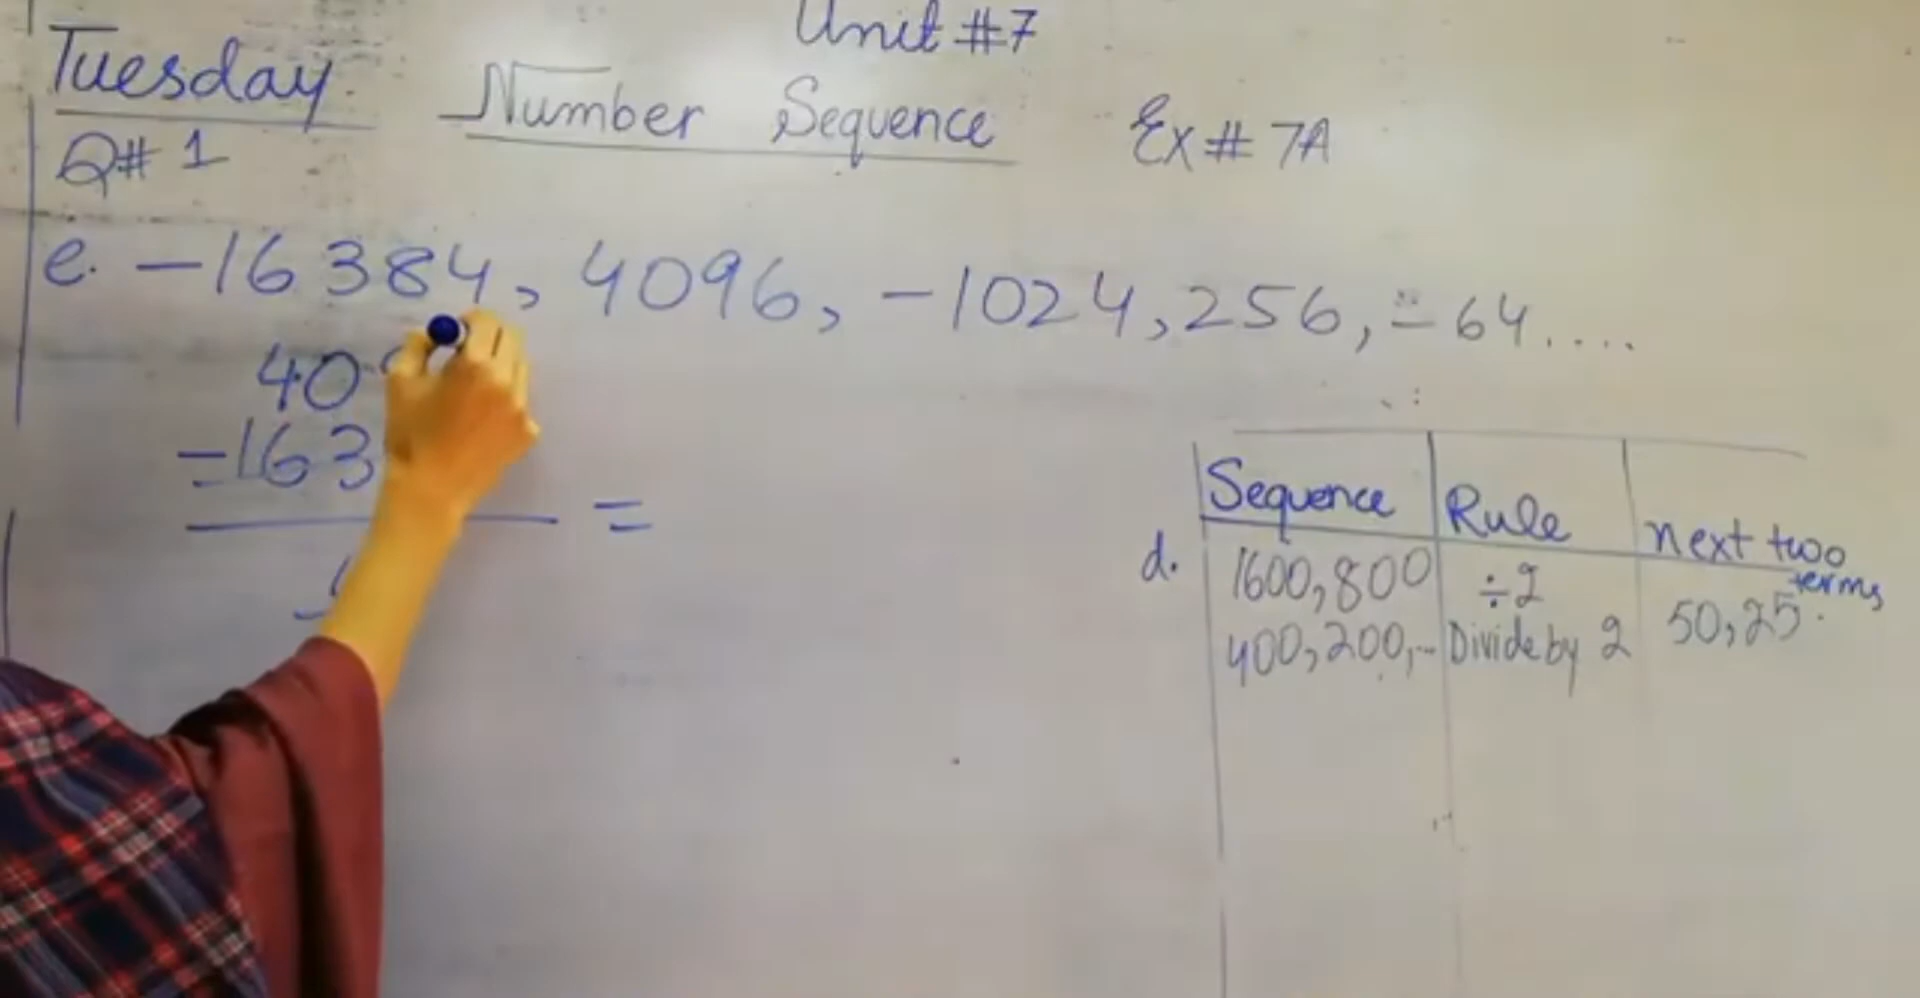 Unit #7
Tuesday
Number Sequence
Ex # 7A
Q# 1
e. -16384, 4096, -1024, 256, -64....
40
-163
=
Sequence Rule next two terms
d. 1600, 800 ÷2 50, 25.
400, 200,... Divide by 2